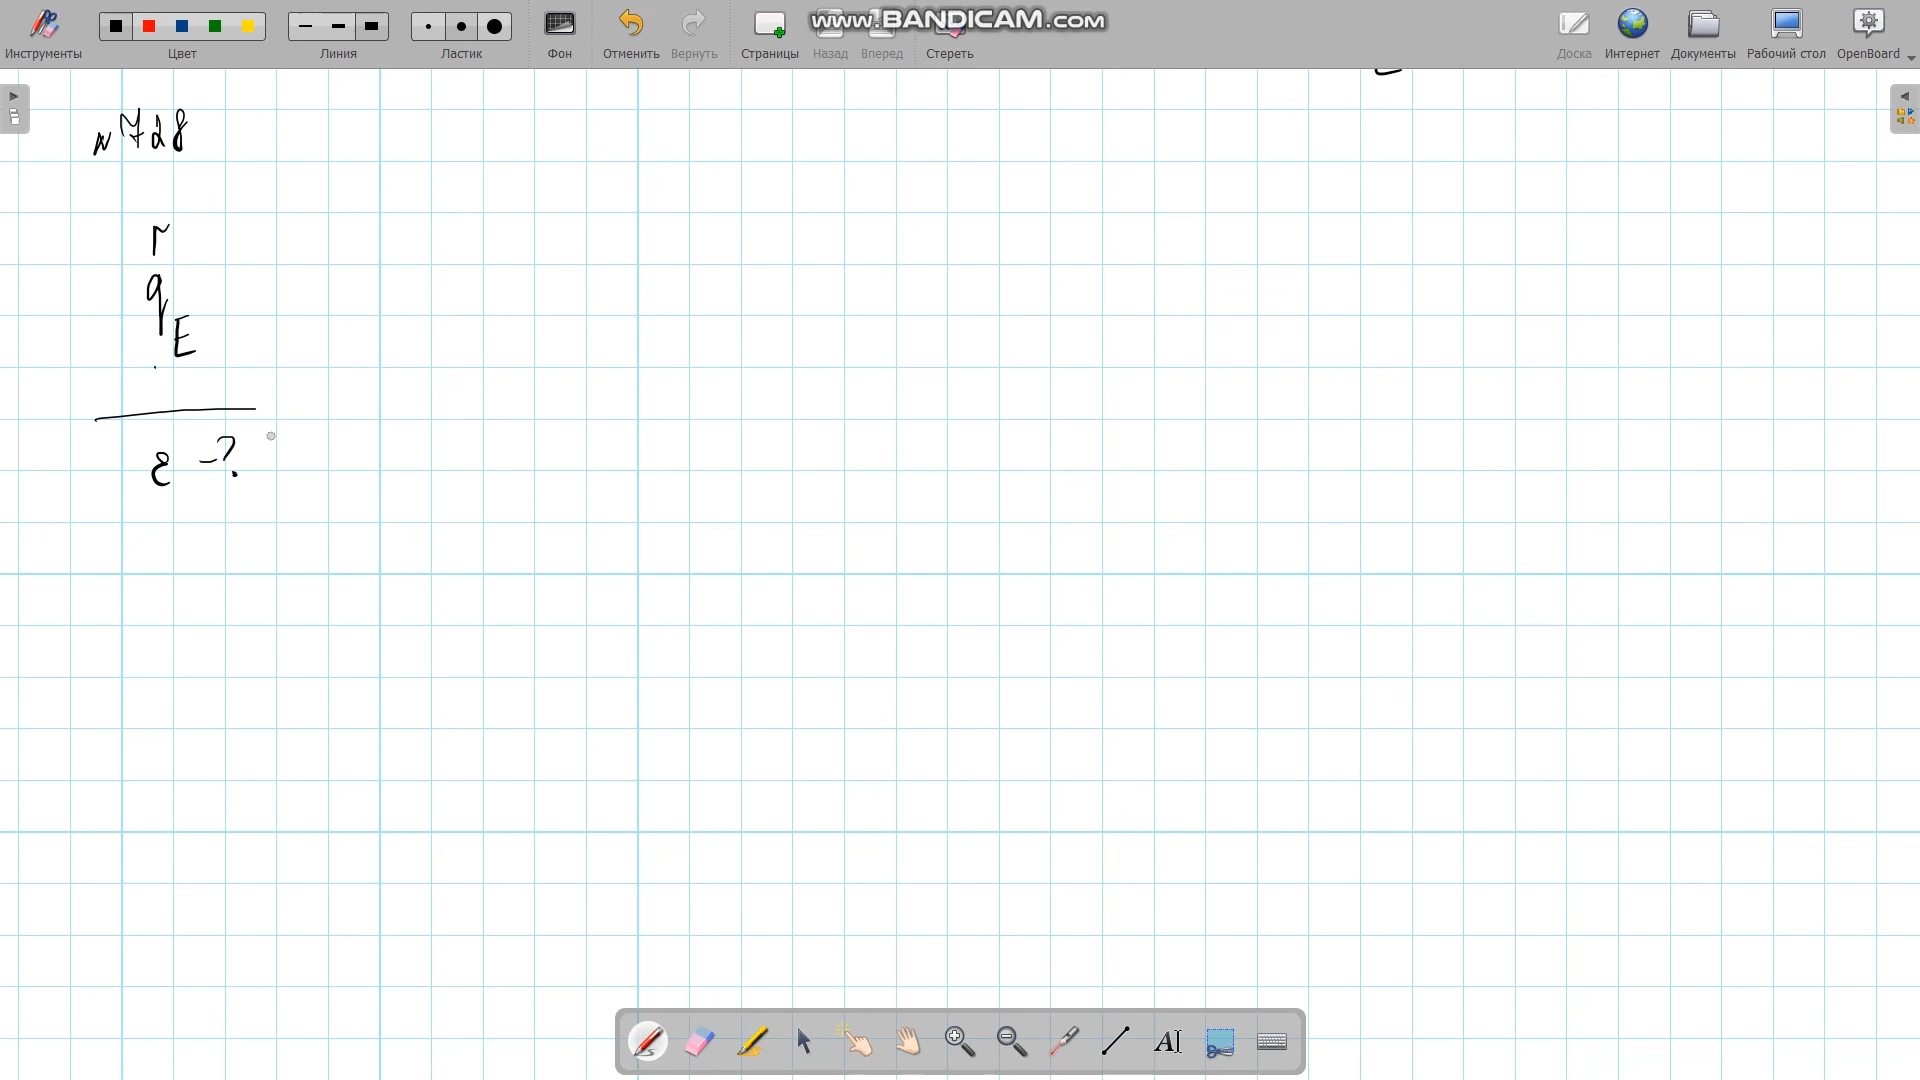 Инструменты Цвет Линия Ластик Фон Отменить Вернуть Страницы Назад Вперед Стереть Доска Интернет Документы Рабочий стол OpenBoard
www.BANDICAM.com
N728
r
q
E
ε -?